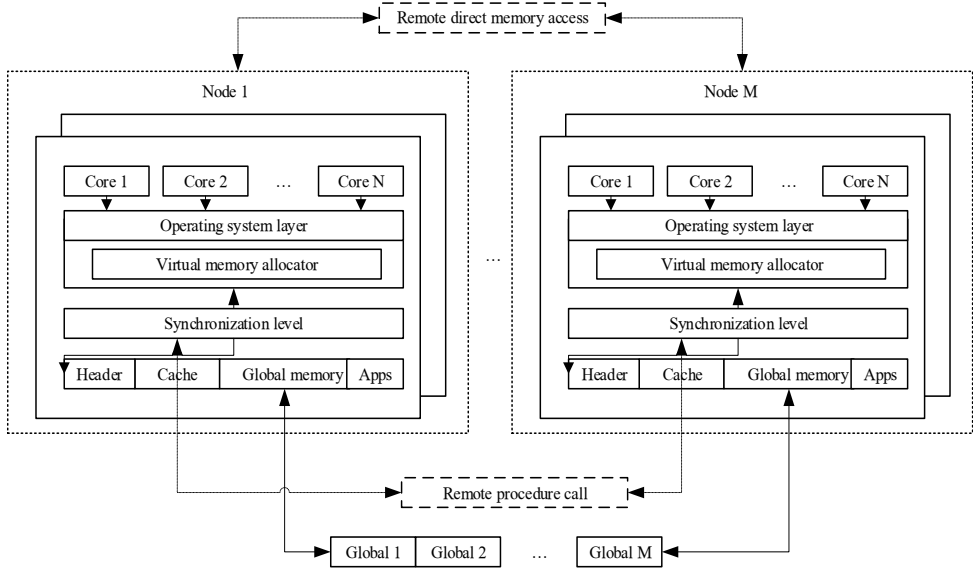 Remote direct memory access
Node 1
Core 1 Core 2 … Core N
Operating system layer
Virtual memory allocator
Synchronization level
Header Cache Global memory Apps
…
Node M
Core 1 Core 2 … Core N
Operating system layer
Virtual memory allocator
Synchronization level
Header Cache Global memory Apps
Remote procedure call
Global 1 Global 2 … Global M